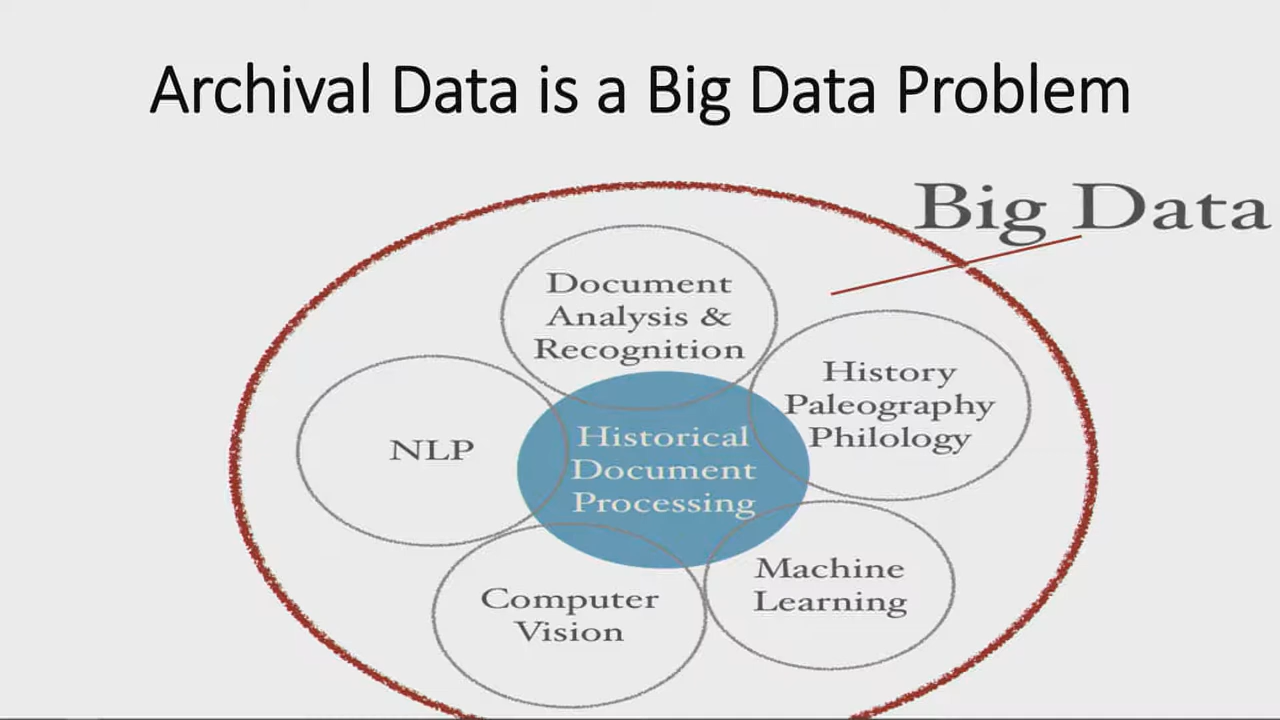 Archival Data is a Big Data Problem
Big Data
Document
Analysis &
Recognition
History
Paleography
Philology
NLP
Historical
Document
Processing
Machine
Learning
Computer
Vision